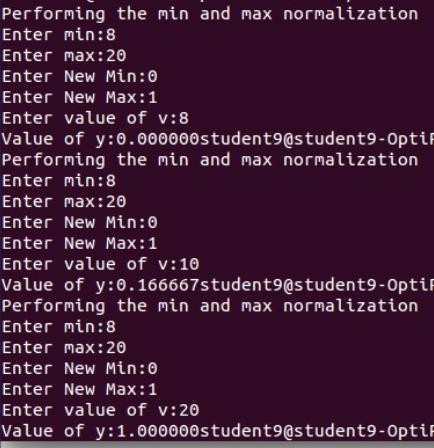 Performing the min and max normalization
Enter min:8
Enter max:20
Enter New Min:0
Enter New Max:1
Enter value of v:8
Value of y:0.000000student9@student9-OptiP
Performing the min and max normalization
Enter min:8
Enter max:20
Enter New Min:0
Enter New Max:1
Enter value of v:10
Value of y:0.166667student9@student9-OptiP
Performing the min and max normalization
Enter min:8
Enter max:20
Enter New Min:0
Enter New Max:1
Enter value of v:20
Value of y:1.000000student9@student9-OptiP